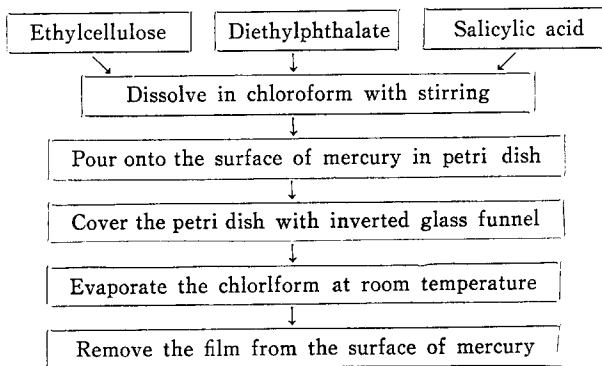 Ethylcellulose
Diethylphthalate
Salicylic acid
Dissolve in chloroform with stirring
Pour onto the surface of mercury in petri dish
Cover the petri dish with inverted glass funnel
Evaporate the chlorlform at room temperature
Remove the film from the surface of mercury